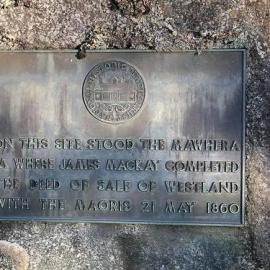 ON THIS SITE STOOD THE MAWHERA
PA WHERE JAMES MACKAY COMPLETED
THE DEED OF SALE OF WESTLAND
WITH THE MAORIS 21 MAY 1860